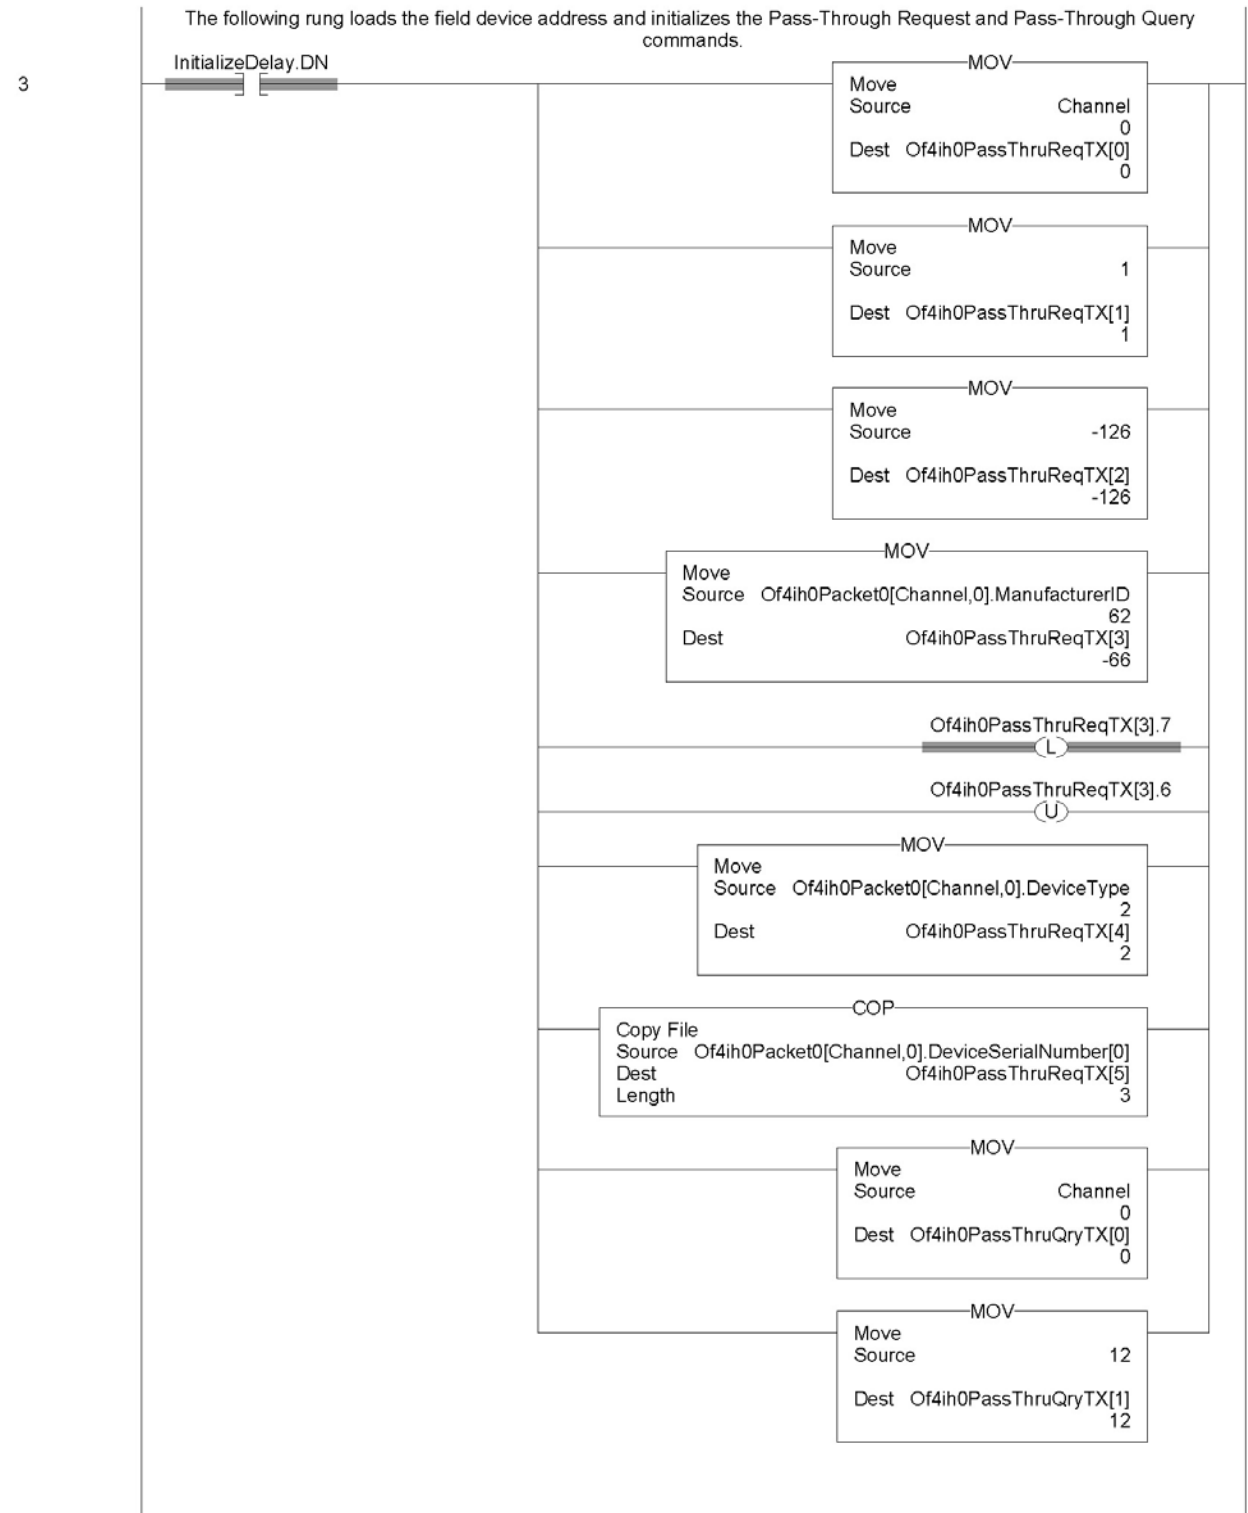 The following rung loads the field device address and initializes the Pass-Through Request and Pass-Through Query
commands.
InitializeDelay.DN
3
MOV
Move
Source Channel
0
Dest Of4ih0PassThruReqTX[0]
0
MOV
Move
Source 1
Dest Of4ih0PassThruReqTX[1]
1
MOV
Move
Source -126
Dest Of4ih0PassThruReqTX[2]
-126
MOV
Move
Source Of4ih0Packet0[Channel,0].ManufacturerID
62
Dest Of4ih0PassThruReqTX[3]
-66
Of4ih0PassThruReqTX[3].7
L
Of4ih0PassThruReqTX[3].6
U
MOV
Move
Source Of4ih0Packet0[Channel,0].DeviceType
2
Dest Of4ih0PassThruReqTX[4]
2
COP
Copy File
Source Of4ih0Packet0[Channel,0].DeviceSerialNumber[0]
Dest Of4ih0PassThruReqTX[5]
Length 3
MOV
Move
Source Channel
0
Dest Of4ih0PassThruQryTX[0]
0
MOV
Move
Source 12
Dest Of4ih0PassThruQryTX[1]
12